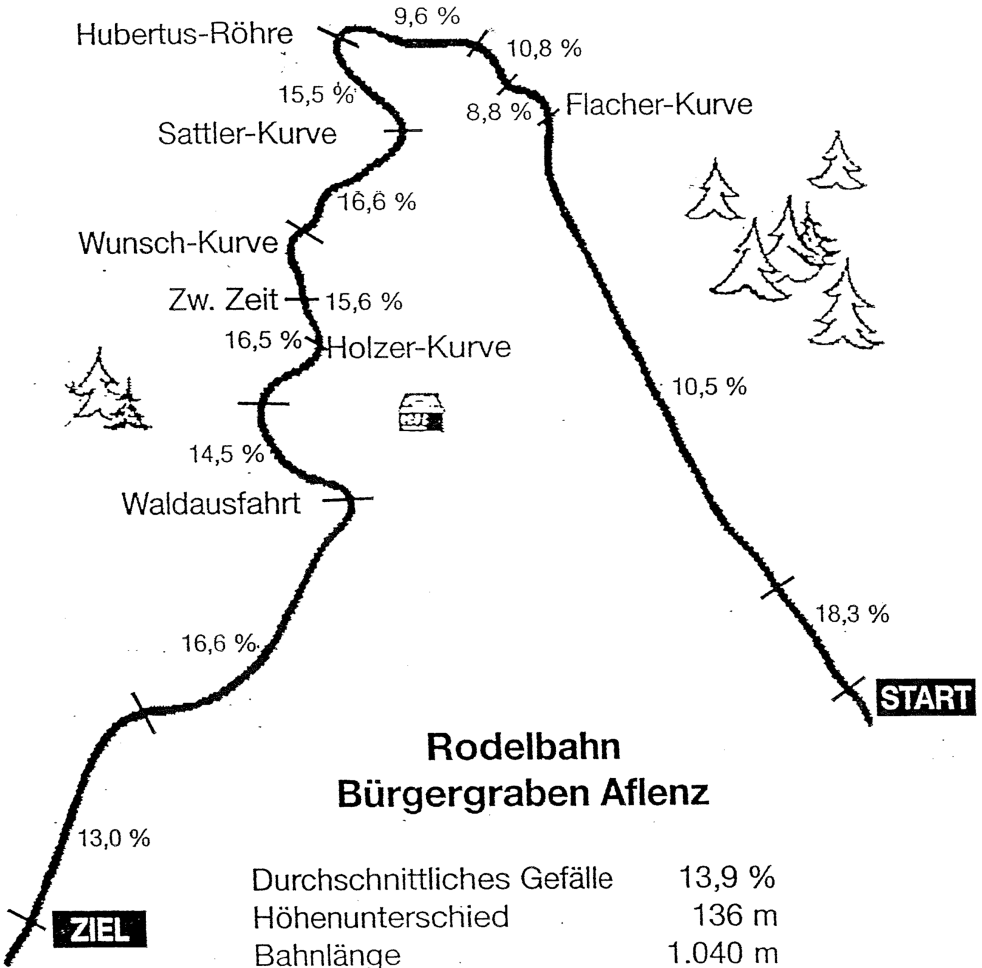 9,6 %
Hubertus-Röhre
10,8 %
15,5 %
8,8 % Flacher-Kurve
Sattler-Kurve
16,6 %
Wunsch-Kurve
Zw. Zeit 15,6 %
16,5 % Holzer-Kurve
10,5 %
14,5 %
Waldausfahrt
18,3 %
16,6 %
START
Rodelbahn
Bürgergraben Aflenz
13,0 %
Durchschnittliches Gefälle 13,9 %
Höhenunterschied 136 m
ZIEL
Bahnlänge 1.040 m